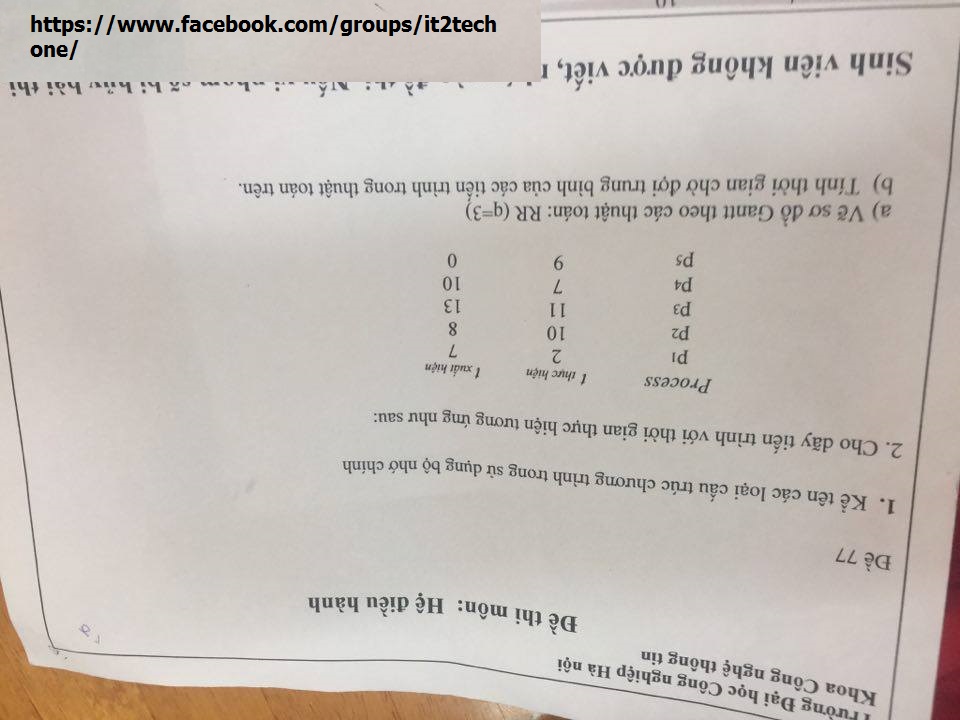 https://www.facebook.com/groups/it2tech
one/
Trường Đại học Công nghiệp Hà nội
Khoa Công nghệ thông tin
Đề thi môn: Hệ điều hành
Đề 77
1. Kể tên các loại cấu trúc chương trình trong sử dụng bộ nhớ chính
2. Cho dãy tiến trình với thời gian thực hiện tương ứng như sau:
Process t thực hiện t xuất hiện
P1 2 7
P2 10 8
P3 11 13
P4 7 10
P5 9 0
a) Vẽ sơ đồ Gantt theo các thuật toán: RR (q=3)
b) Tính thời gian chờ đợi trung bình của các tiến trình trong thuật toán trên.
Sinh viên không được viết,
đề thi. Nếu vi phạm sẽ bị hủy bài thi
10